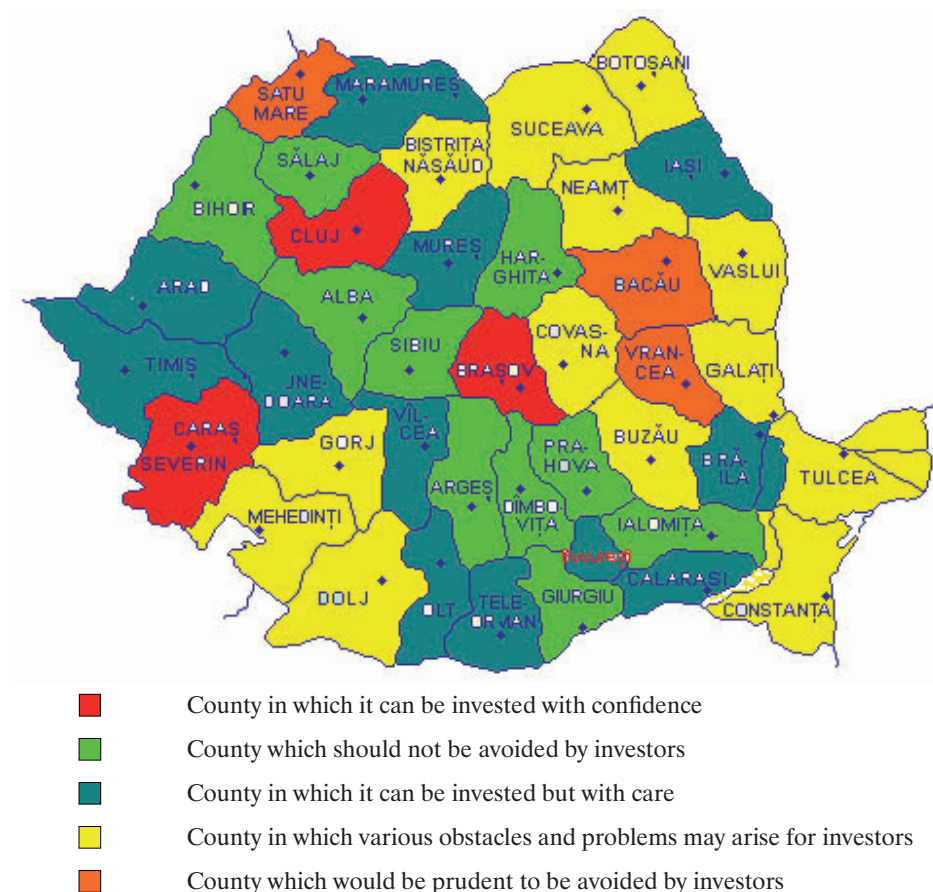 BOTOȘANI
SATU
MARE
MARAMUREȘ
SUCEAVA
BISTRIȚA
NĂSĂUD
SĂLAJ
IAȘI
NEAMȚ
BIHOR
CLUJ
MUREȘ
HAR-
GHITA
VASLUI
BACĂU
ARAD
ALBA
SIBIU
COVAS-
NA
BRAȘOV
VRAN-
CEA
GALAȚI
TIMIȘ
JNE-
DOARA
CARAȘ
SEVERIN
VÎL-
CEA
GORJ
PRA-
HOVA
BUZĂU
BRĂ-
ILA
TULCEA
ARGEȘ
DÎMBO-
VIȚA
MEHEDINȚI
IALOMIȚA
București
CALARASI
DOLJ
OLT
TELE-
ORMAN
GIURGIU
CONSTANȚA
County in which it can be invested with confidence
County which should not be avoided by investors
County in which it can be invested but with care
County in which various obstacles and problems may arise for investors
County which would be prudent to be avoided by investors